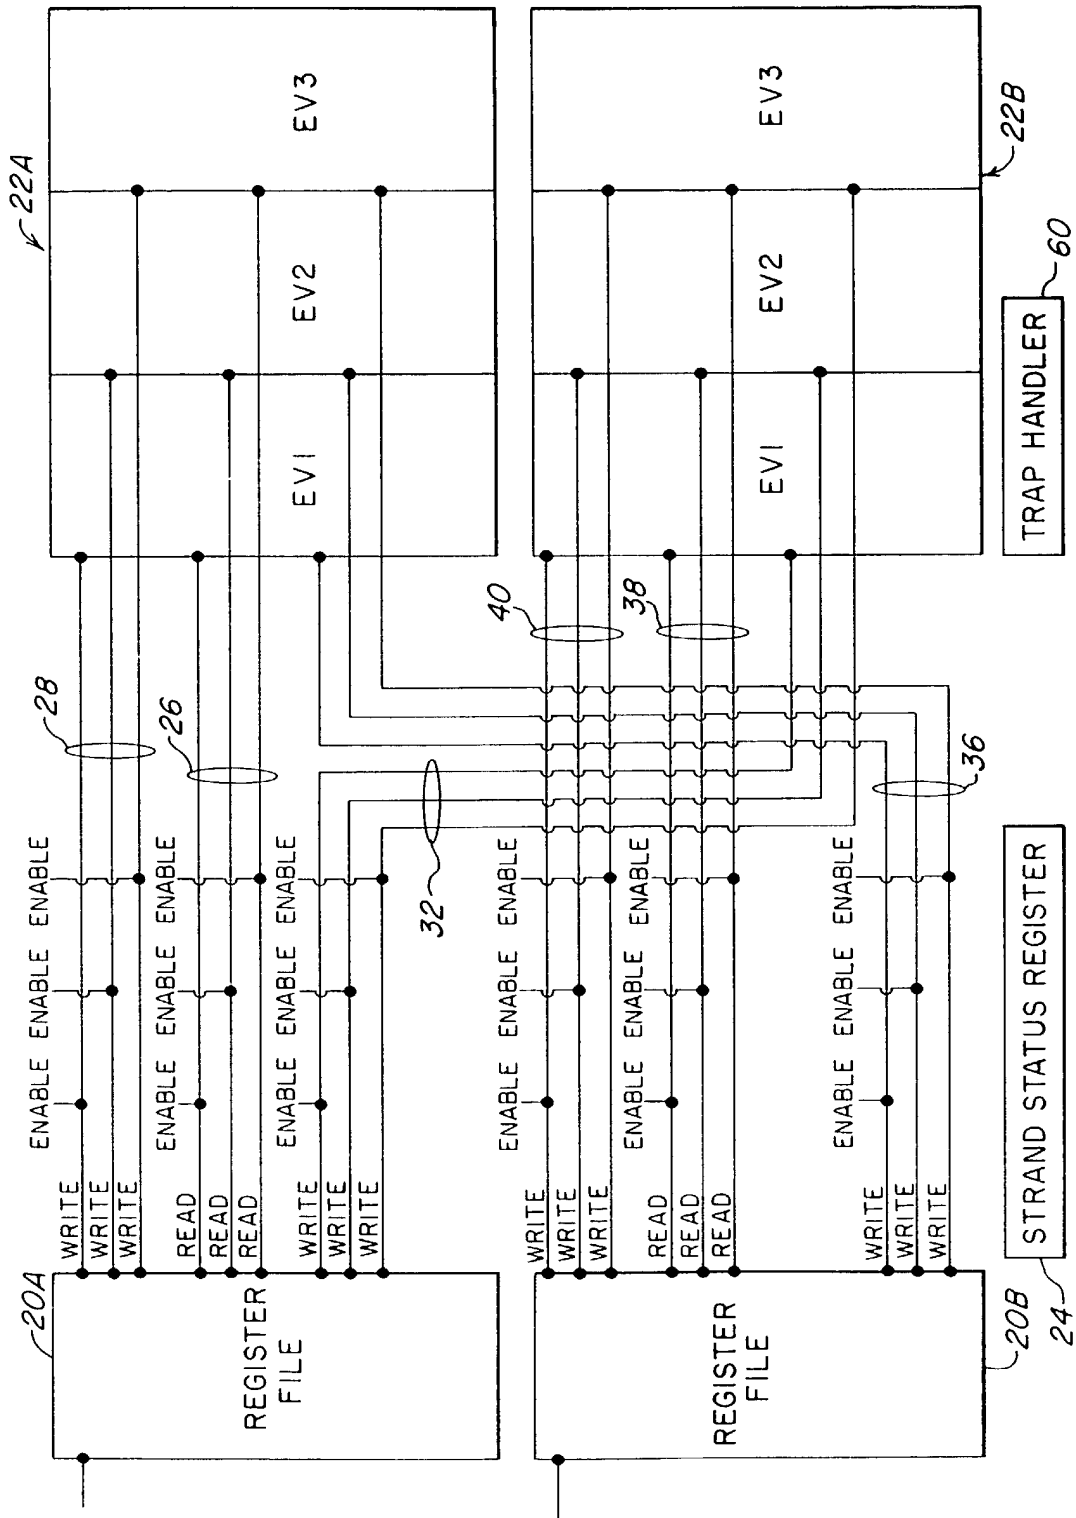 20A
REGISTER
FILE
WRITE
WRITE
WRITE
READ
READ
READ
WRITE
WRITE
WRITE
ENABLE ENABLE ENABLE
ENABLE ENABLE ENABLE
ENABLE ENABLE ENABLE
28
26
32
22A
EV1
EV2
EV3
20B
REGISTER
FILE
WRITE
WRITE
WRITE
READ
READ
READ
WRITE
WRITE
WRITE
ENABLE ENABLE ENABLE
ENABLE ENABLE ENABLE
ENABLE ENABLE ENABLE
40
38
36
EV1
EV2
EV3
22B
24
STRAND STATUS REGISTER
TRAP HANDLER
60